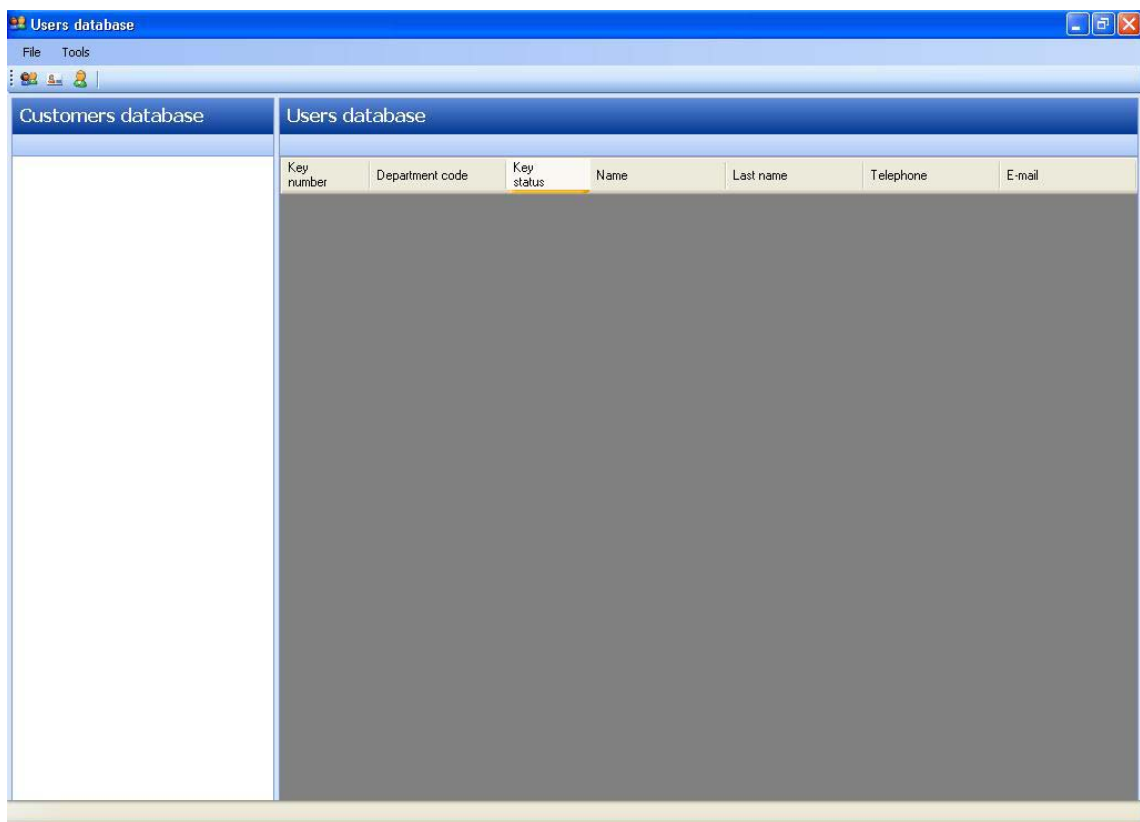 Users database
File Tools
Customers database
Users database
Key number
Department code
Key status
Name
Last name
Telephone
E-mail